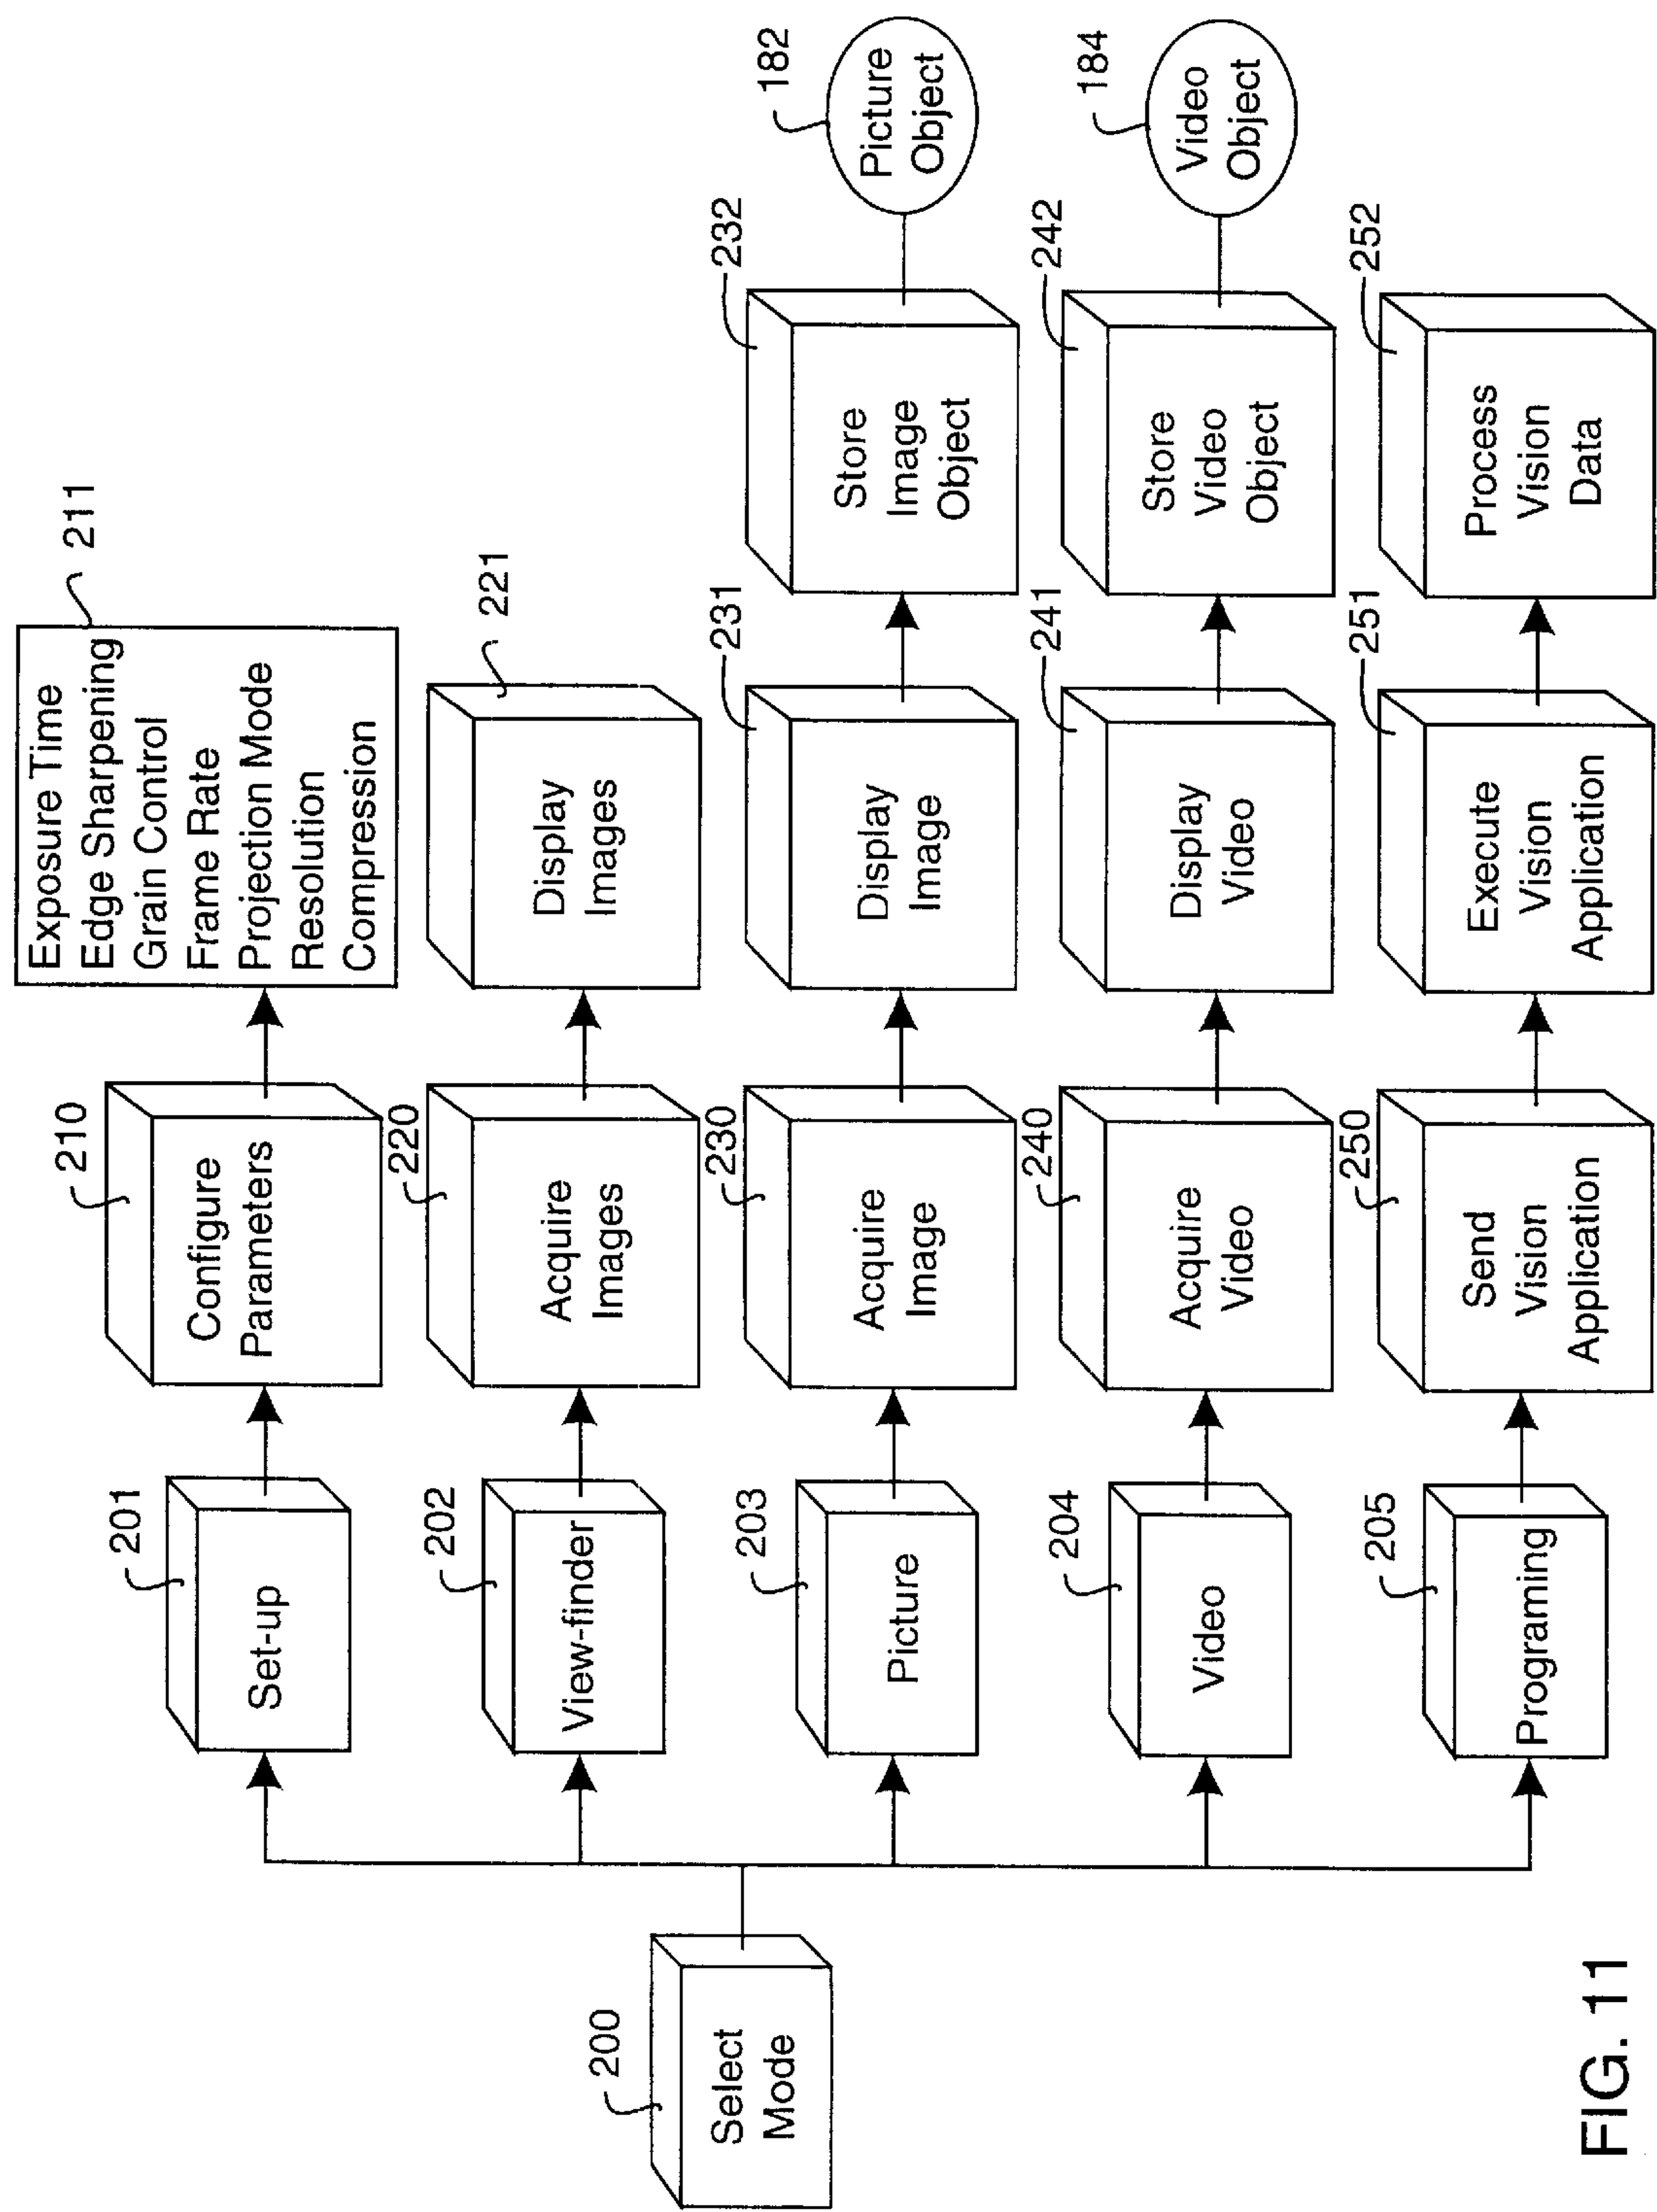 200
Select
Mode
201
Set-up
210
Configure
Parameters
211
Exposure Time
Edge Sharpening
Grain Control
Frame Rate
Projection Mode
Resolution
Compression
202
View-finder
220
Acquire
Images
221
Display
Images
203
Picture
230
Acquire
Image
231
Display
Image
232
Store
Image
Object
182
Picture
Object
204
Video
240
Acquire
Video
241
Display
Video
242
Store
Video
Object
184
Video
Object
205
Programing
250
Send
Vision
Application
251
Execute
Vision
Application
252
Process
Vision
Data
FIG. 11